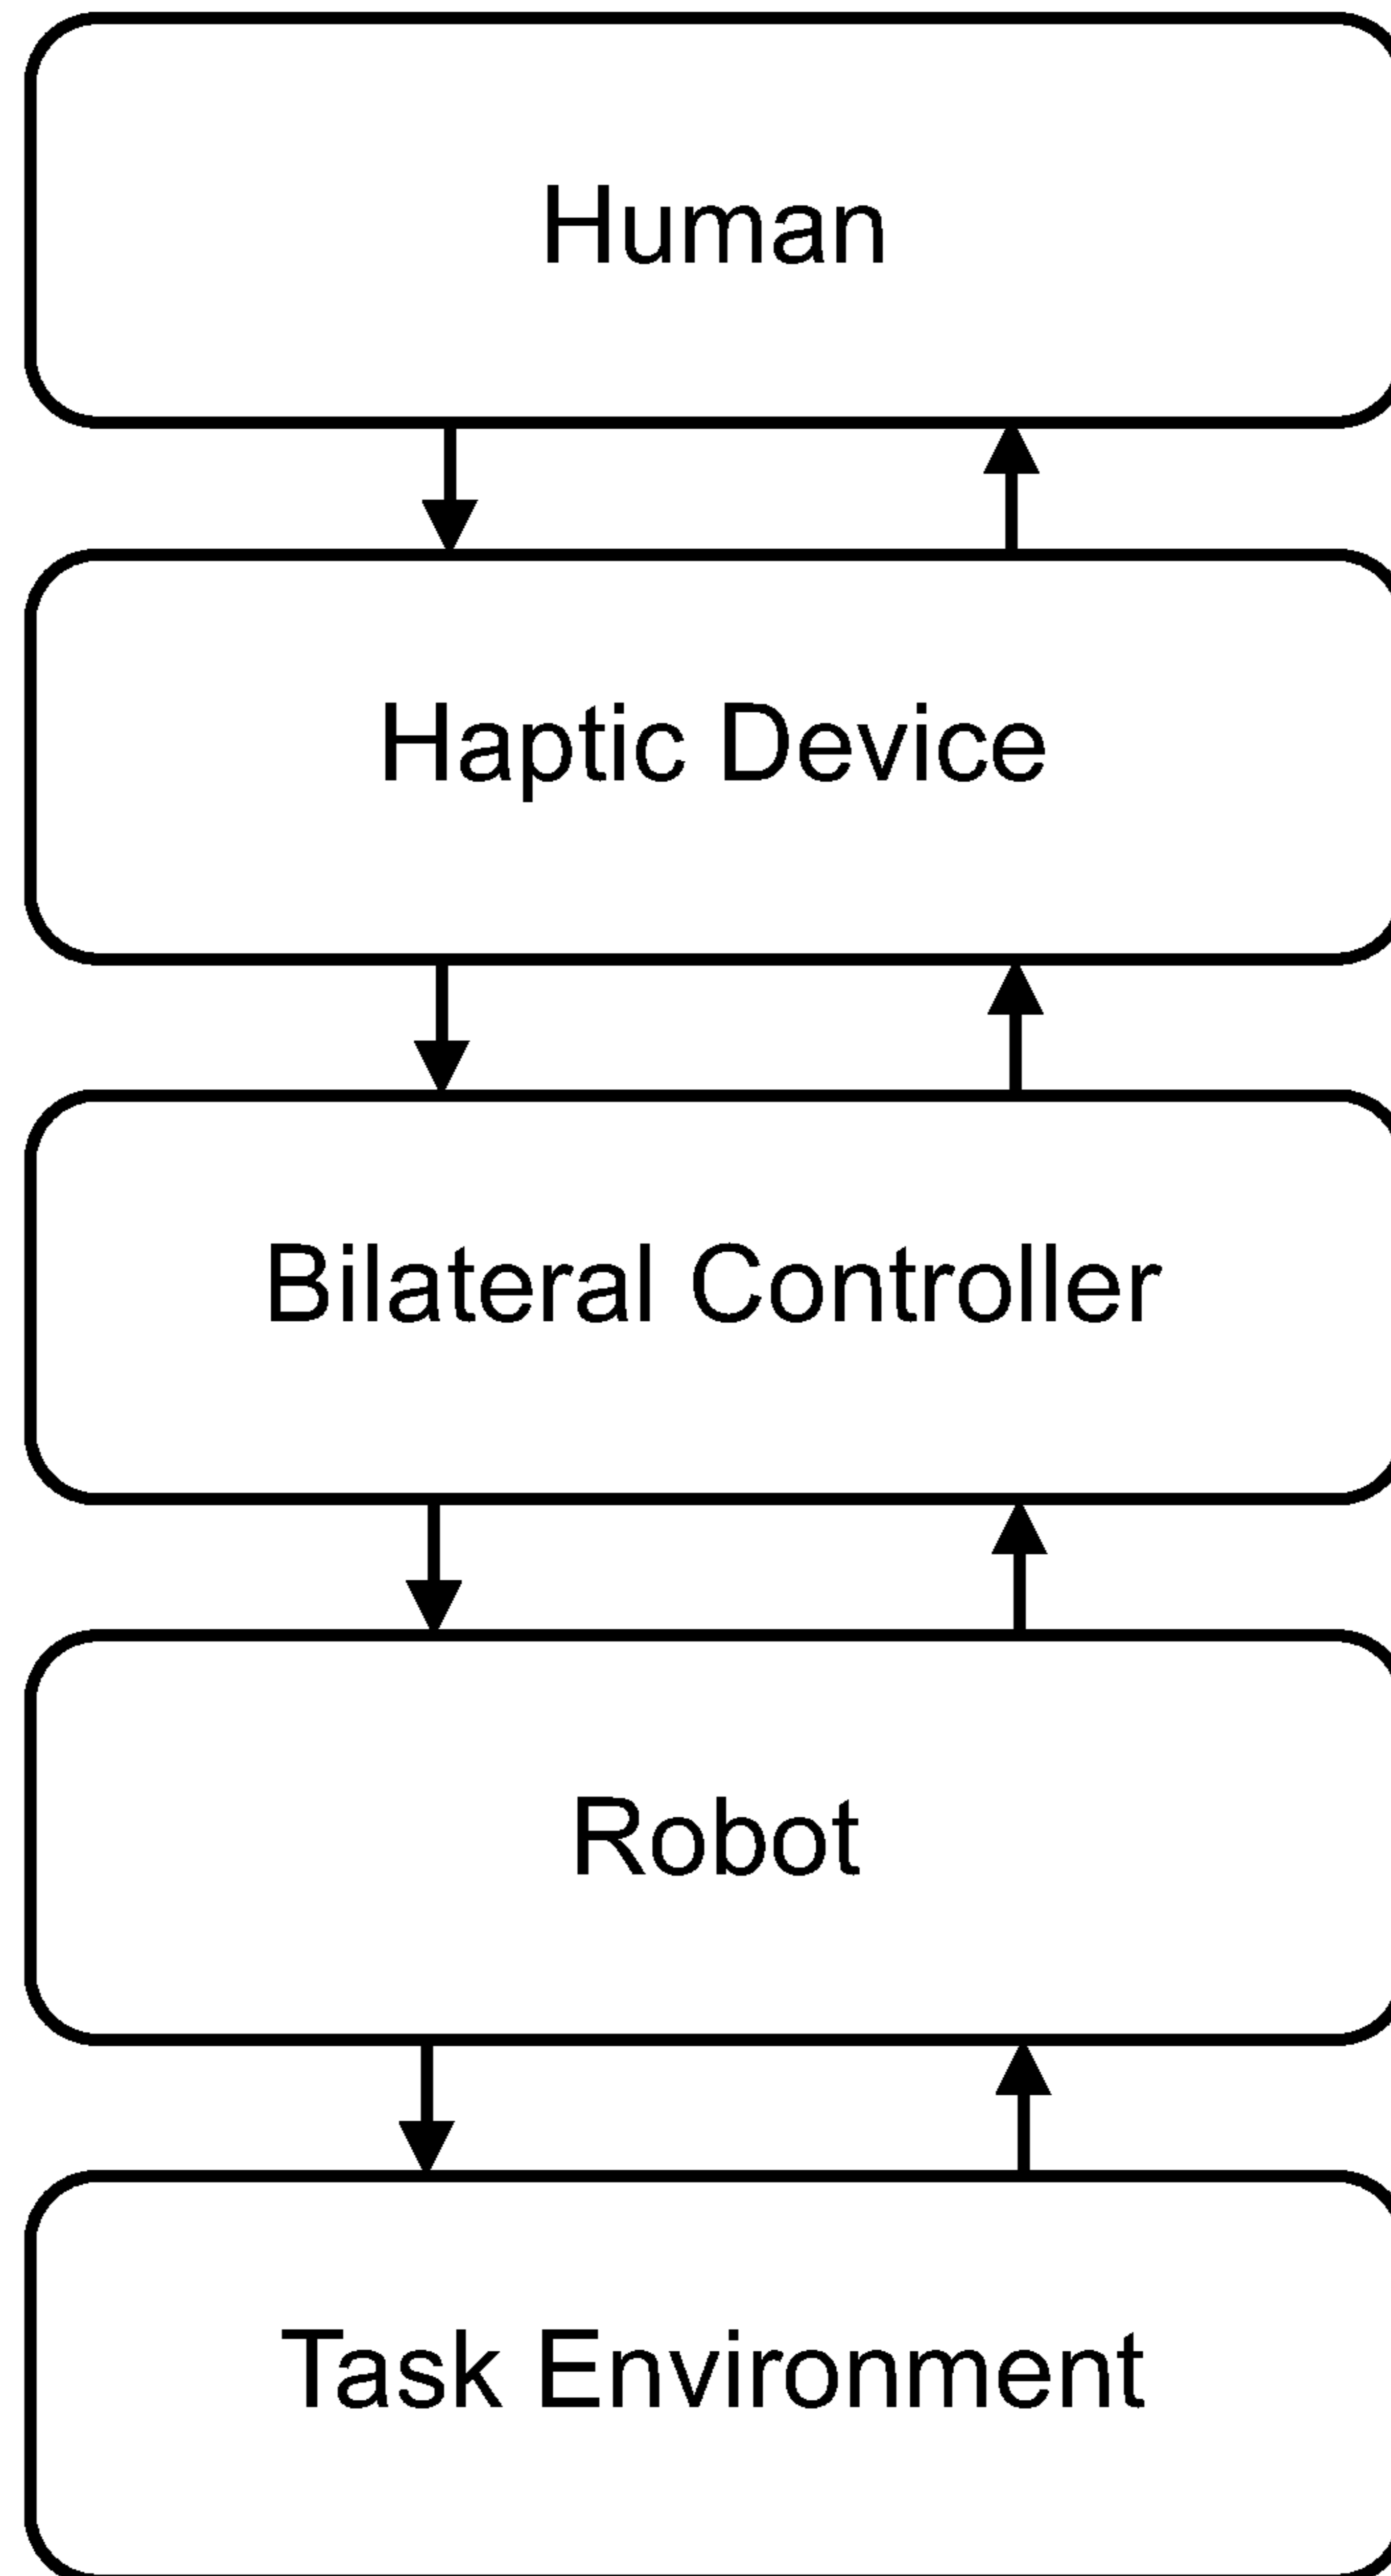 Human
Haptic Device
Bilateral Controller
Robot
Task Environment